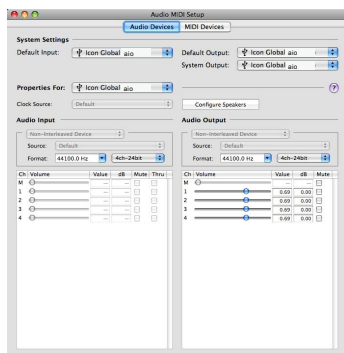 Audio MIDI Setup
Audio Devices MIDI Devices
System Settings
Default Input: Icon Global aio Default Output: Icon Global aio
System Output: Icon Global aio
Properties For: Icon Global aio ?
Clock Source: Default Configure Speakers
Audio Input Audio Output
Non-Interleaved Device Non-Interleaved Device
Source: Default Source: Default
Format: 44100.0 Hz 4ch-24bit Format: 44100.0 Hz 4ch-24bit
Ch Volume Value dB Mute Thru Ch Volume Value dB Mute
M -- -- M -- --
1 -- -- 1 0.69 0.00
2 -- -- 2 0.69 0.00
3 -- -- 3 0.69 0.00
4 -- -- 4 0.69 0.00